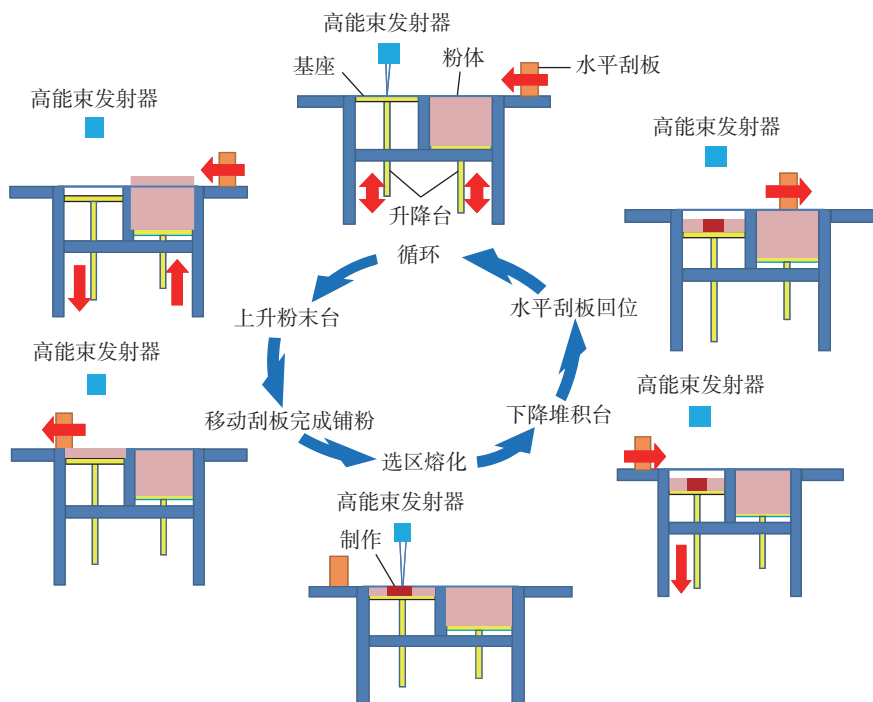 高能束发射器
基座
粉体
水平刮板
升降台
循环
高能束发射器
上升粉末台
高能束发射器
移动刮板完成铺粉
选区熔化
高能束发射器
制作
下降堆积台
高能束发射器
水平刮板回位
高能束发射器